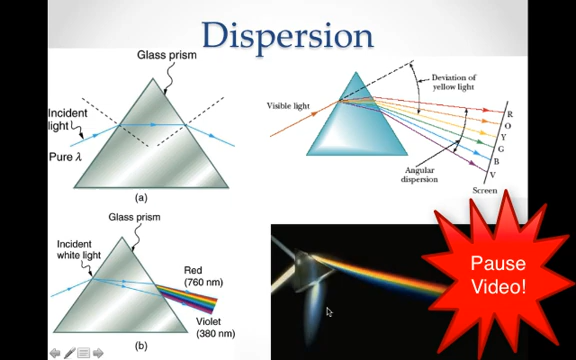 Dispersion
Glass prism
Incident
light
Pure λ
(a)
Visible light
Deviation of
yellow light
R
O
Y
G
B
V
Angular
dispersion
Screen
Glass prism
Incident
white light
Red
(760 nm)
Violet
(380 nm)
(b)
Pause
Video!